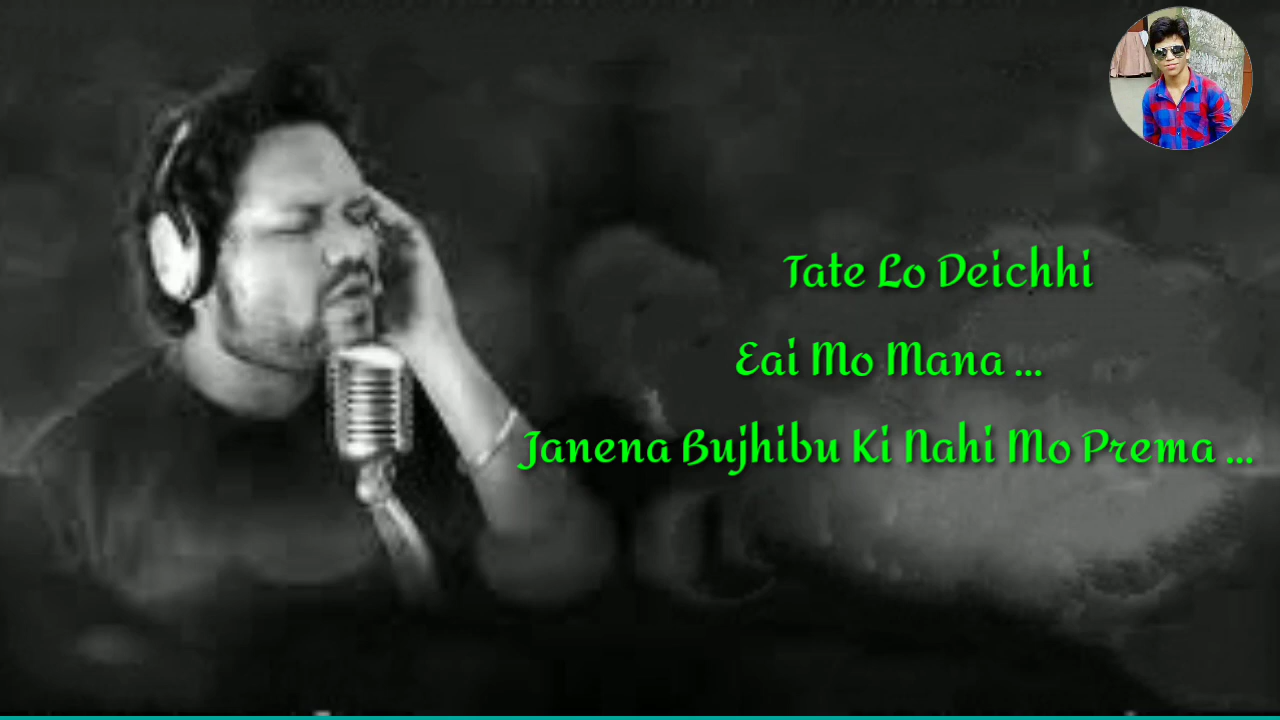 Tate Lo Deichhi
Eai Mo Mana ...
Janena Bujhibu Ki Nahi Mo Prema ...